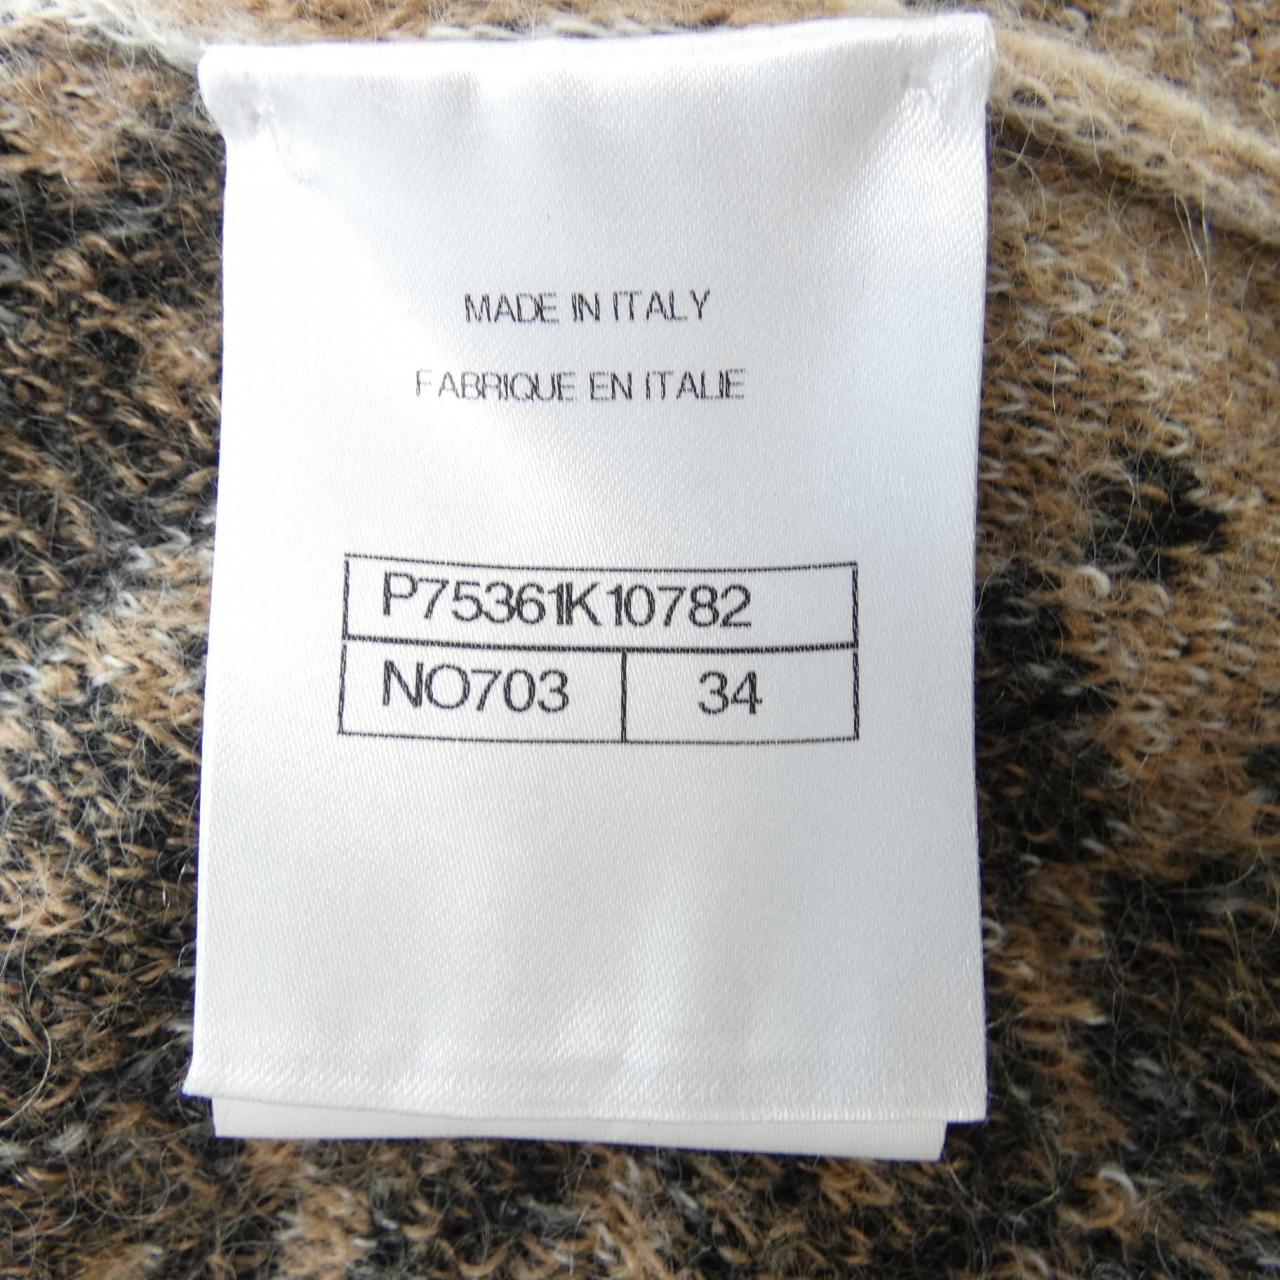 MADE IN ITALY
FABRIQUE EN ITALIE
P75361K10782
NO703 34